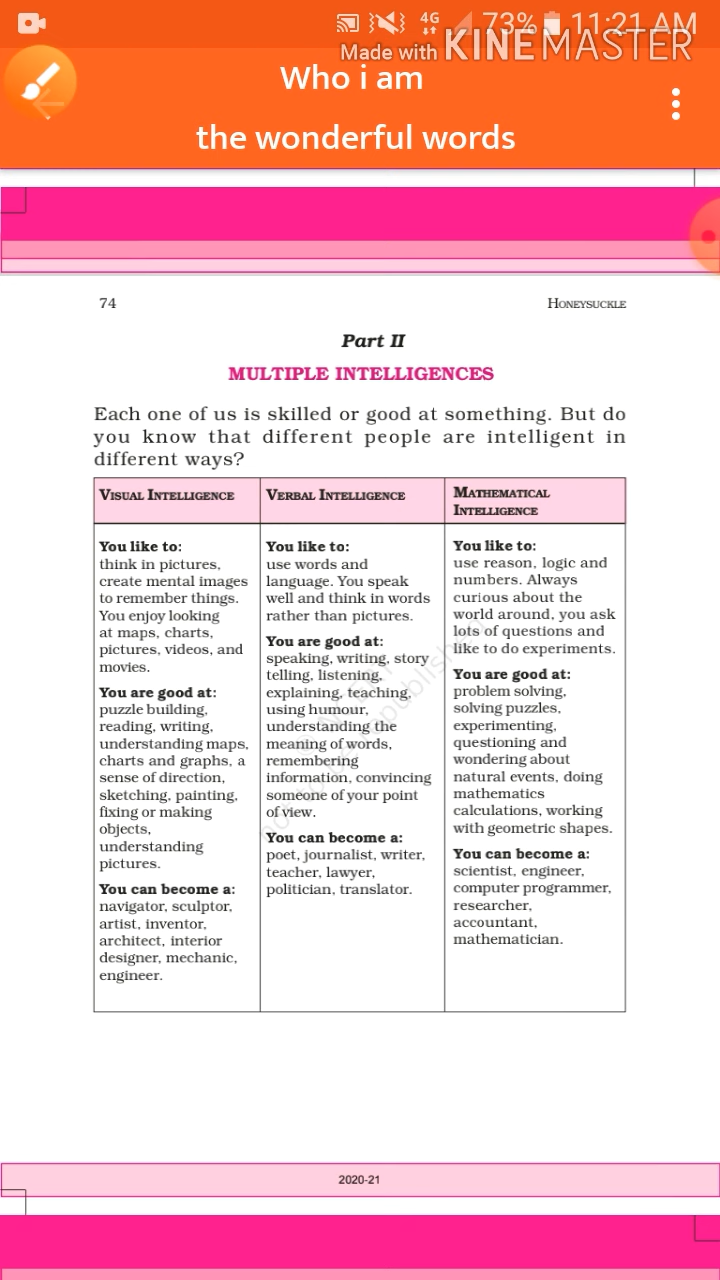 4G 73% 11:21 AM
Made with KINEMASTER
Who i am
the wonderful words
74 HONEYSUCKLE
Part II
MULTIPLE INTELLIGENCES
Each one of us is skilled or good at something. But do
you know that different people are intelligent in
different ways?
VISUAL INTELLIGENCE
You like to:
think in pictures,
create mental images
to remember things.
You enjoy looking
at maps, charts,
pictures, videos, and
movies.
You are good at:
puzzle building,
reading, writing,
understanding maps,
charts and graphs, a
sense of direction,
sketching, painting,
fixing or making
objects,
understanding
pictures.
You can become a:
navigator, sculptor,
artist, inventor,
architect, interior
designer, mechanic,
engineer.
VERBAL INTELLIGENCE
You like to:
use words and
language. You speak
well and think in words
rather than pictures.
You are good at:
speaking, writing, story
telling, listening,
explaining, teaching,
using humour,
understanding the
meaning of words,
remembering
information, convincing
someone of your point
of view.
You can become a:
poet, journalist, writer,
teacher, lawyer,
politician, translator.
MATHEMATICAL
INTELLIGENCE
You like to:
use reason, logic and
numbers. Always
curious about the
world around, you ask
lots of questions and
like to do experiments.
You are good at:
problem solving,
solving puzzles,
experimenting,
questioning and
wondering about
natural events, doing
mathematics
calculations, working
with geometric shapes.
You can become a:
scientist, engineer,
computer programmer,
researcher,
accountant,
mathematician.
not to be republished
2020-21